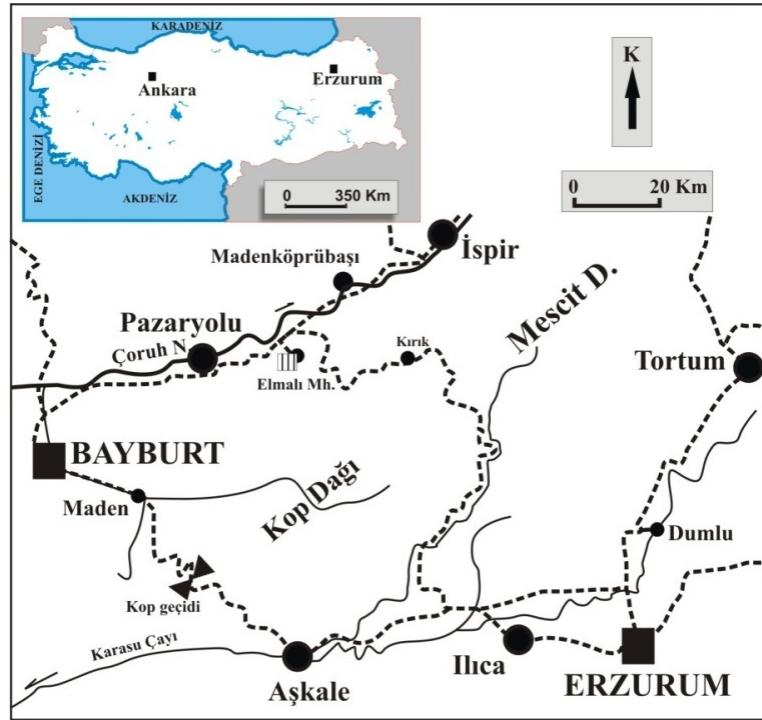 KARADENİZ
Ankara
Erzurum
EGE DENİZİ
AKDENİZ
0 350 Km
K
0 20 Km
İspir
Madenköprübaşı
Mescit D.
Pazaryolu
Çoruh N.
Kırık
Elmalı Mh.
Tortum
BAYBURT
Kop Dağı
Maden
Dumlu
Kop geçidi
Karasu Çayı
Aşkale
Ilıca
ERZURUM